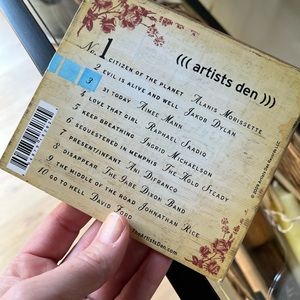 No. 1 CITIZEN OF THE PLANET ALANIS MORISSETTE
((( artists den )))
2 EVIL IS ALIVE AND WELL JAKOB DYLAN
3 31 TODAY AIMEE MANN
4 LOVE THAT GIRL RAPHAEL SAADIQ
5 KEEP BREATHING INGRID MICHAELSON
6 SEQUESTERED IN MEMPHIS THE HOLD STEADY
7 PRESENT/INFANT ANI DIFRANCO
8 DISAPPEAR THE GABE DIXON BAND
9 THE MIDDLE OF THE ROAD JOHNATHAN RICE
10 GO TO HELL DAVID FORD
TheArtistsDen.com